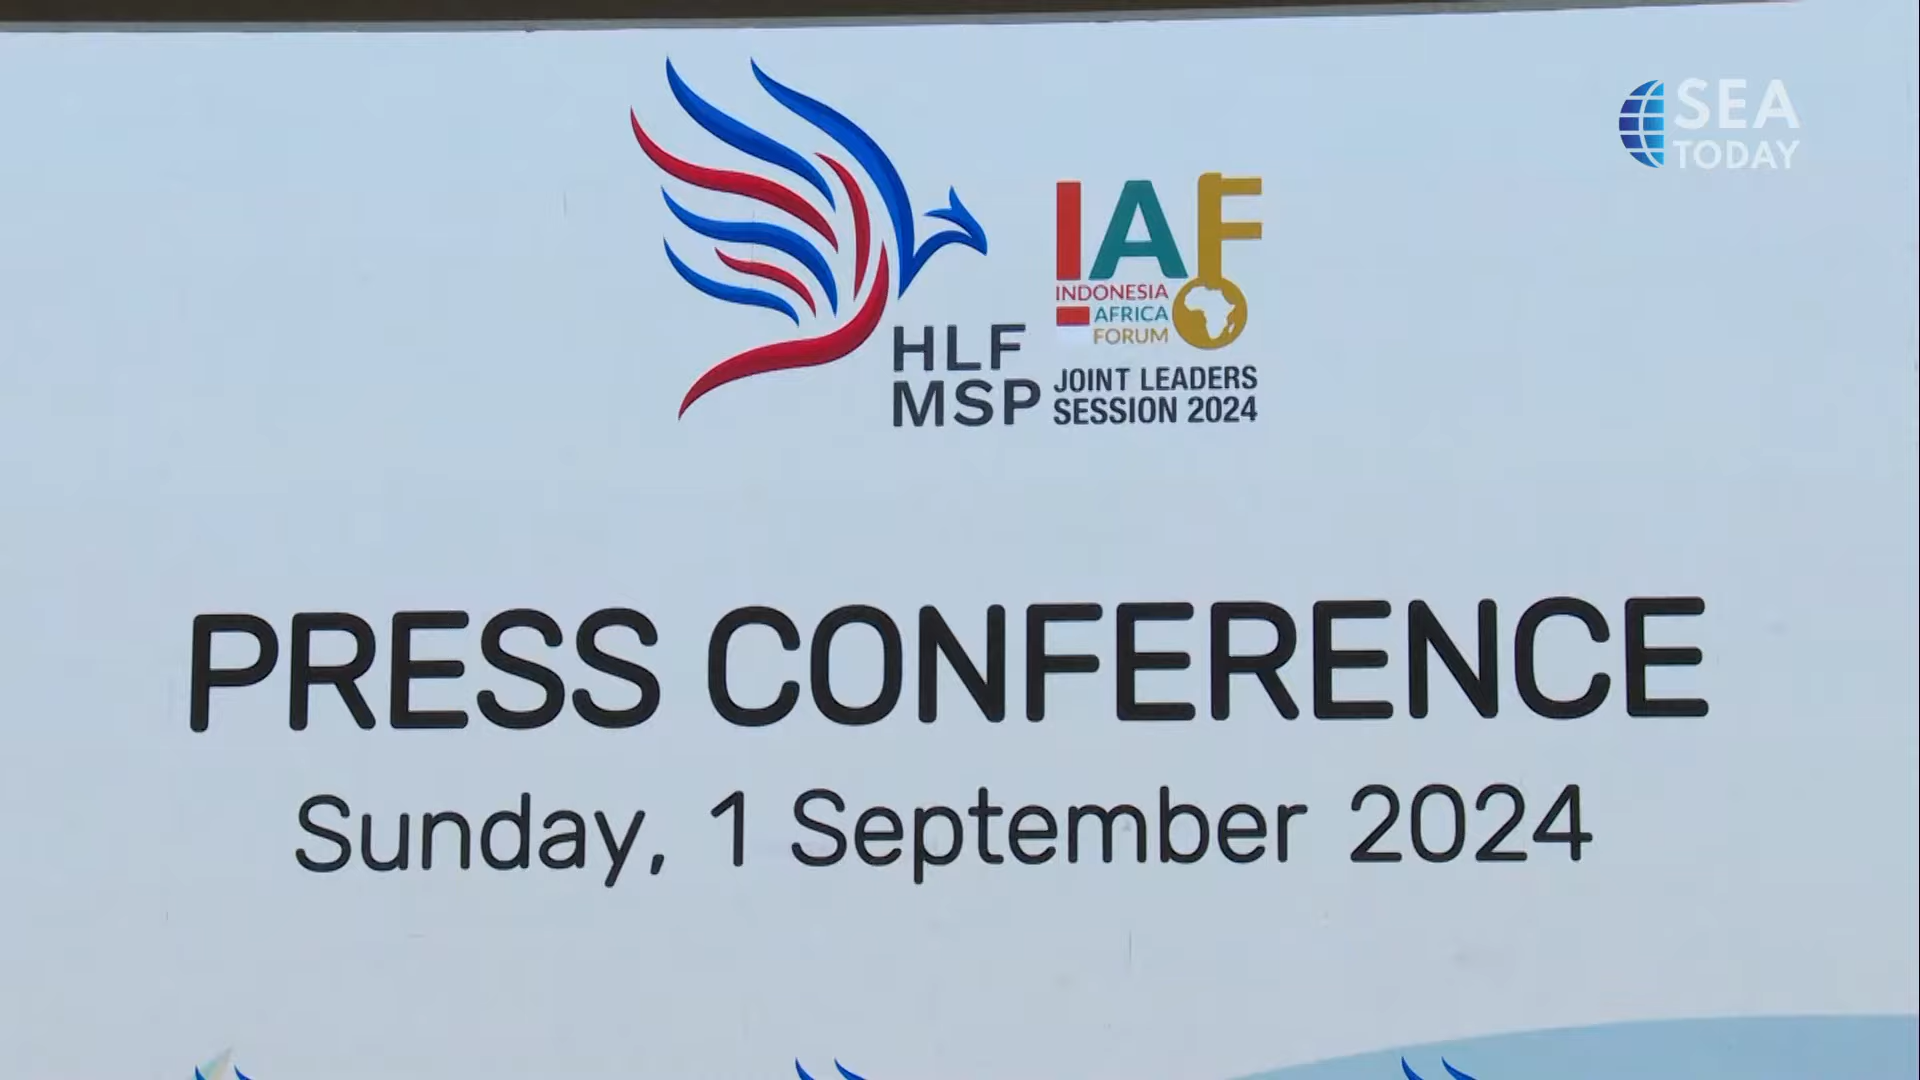 SEA
TODAY
IAF
INDONESIA
AFRICA
FORUM
HLF
MSP
JOINT LEADERS
SESSION 2024
PRESS CONFERENCE
Sunday, 1 September 2024